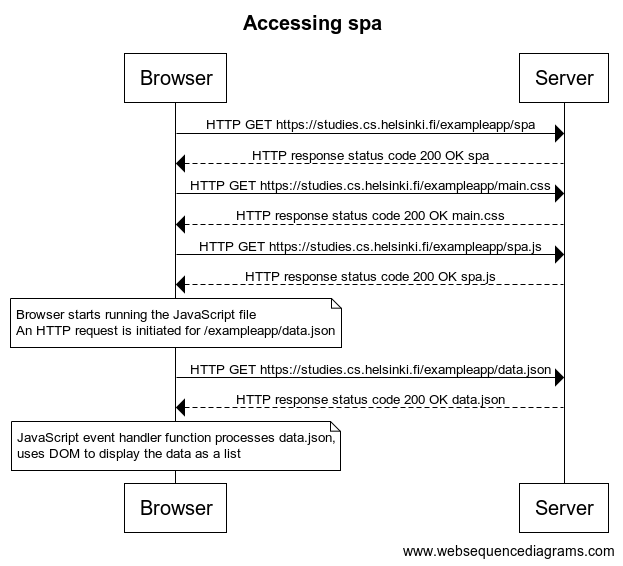 Accessing spa
Browser
Server
HTTP GET https://studies.cs.helsinki.fi/exampleapp/spa
HTTP response status code 200 OK spa
HTTP GET https://studies.cs.helsinki.fi/exampleapp/main.css
HTTP response status code 200 OK main.css
HTTP GET https://studies.cs.helsinki.fi/exampleapp/spa.js
HTTP response status code 200 OK spa.js
Browser starts running the JavaScript file
An HTTP request is initiated for /exampleapp/data.json
HTTP GET https://studies.cs.helsinki.fi/exampleapp/data.json
HTTP response status code 200 OK data.json
JavaScript event handler function processes data.json,
uses DOM to display the data as a list
Browser
Server
www.websequencediagrams.com